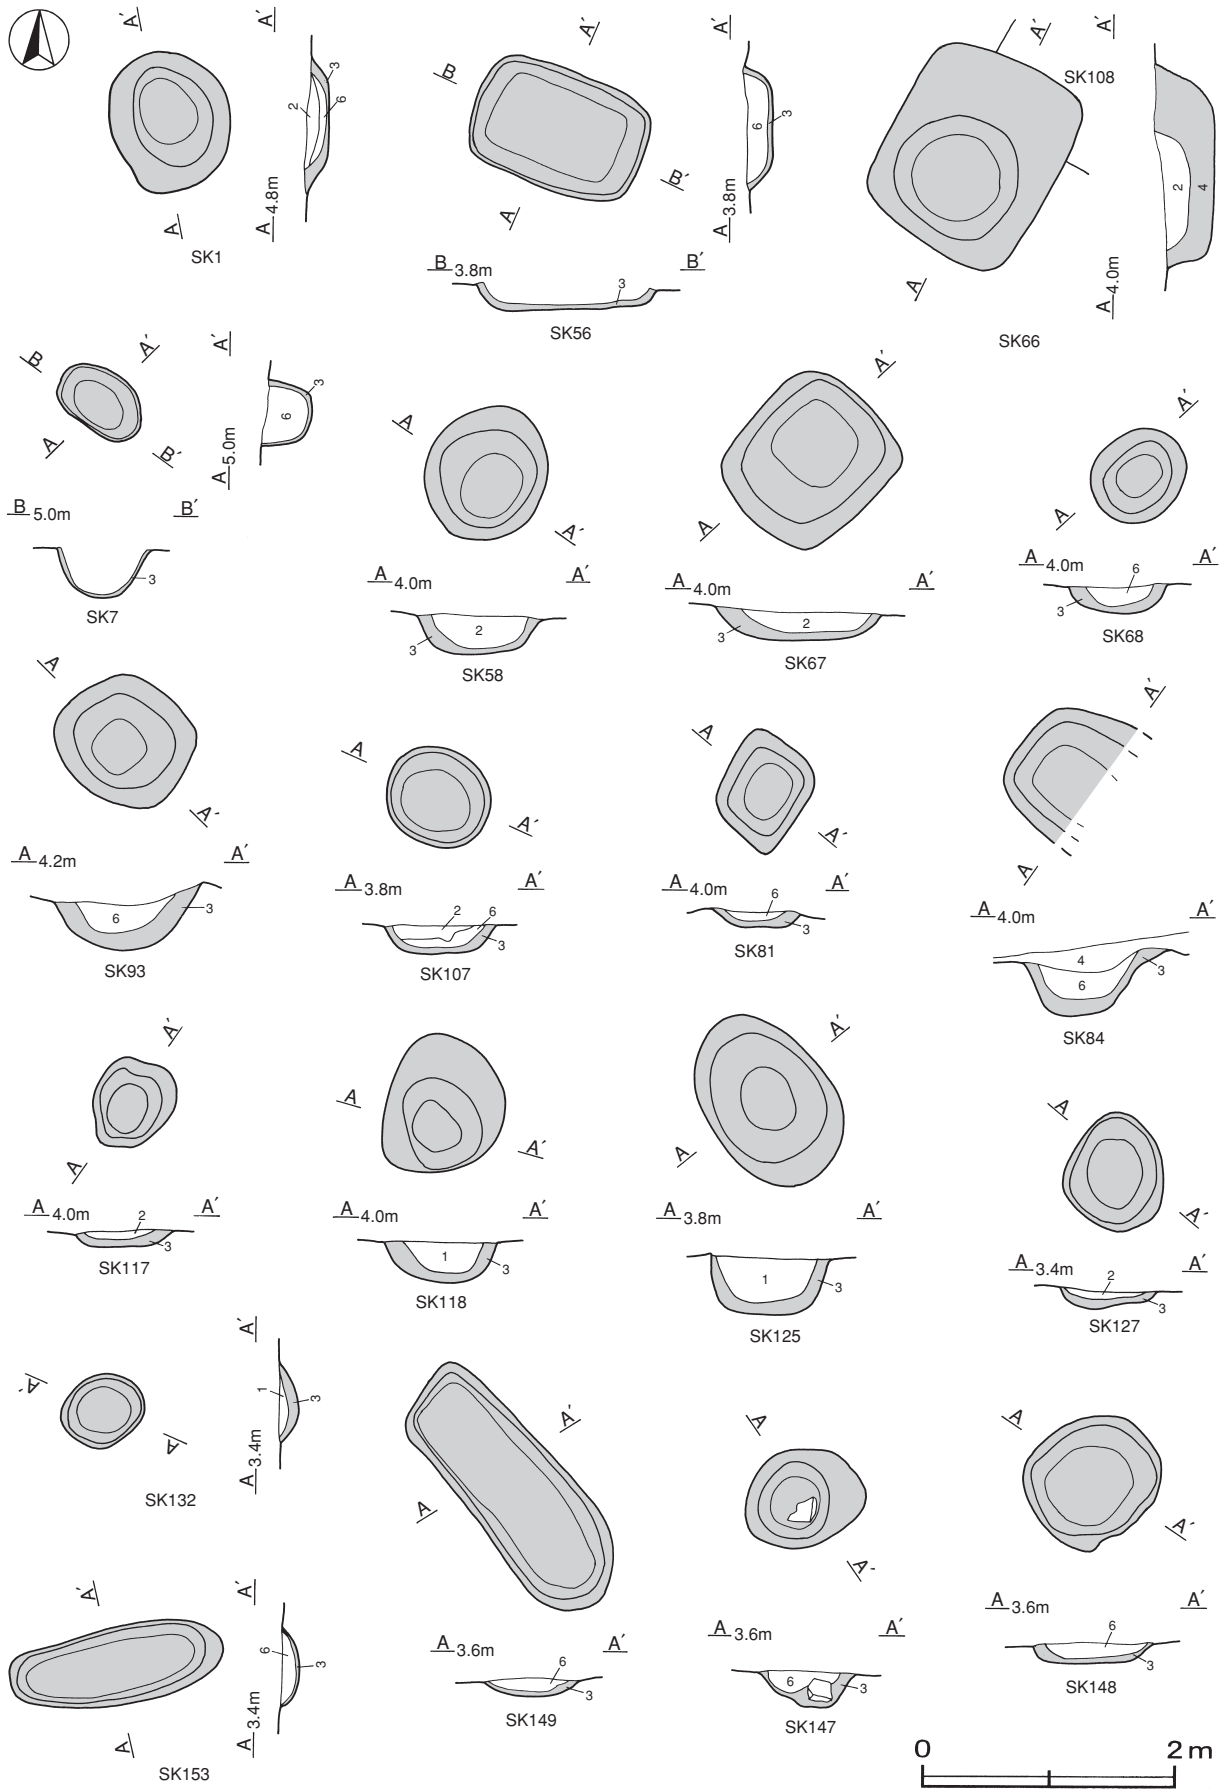 A A′
A A′ 4.8m
2 3 6
SK1
A A′
B B′
A A′ 3.8m
6 3
B 3.8m B′
3
SK56
A A′
SK108
A A′ 4.0m
2 4
SK66
B B′
A A′
A A′ 5.0m
6 3
B 5.0m B′
3
SK7
A A′
A 4.0m A′
2
3
SK58
A A′
A 4.0m A′
2
3
SK67
A A′
A 4.0m A′
6
3
SK68
A A′
A 4.2m A′
6
3
SK93
A A′
A 3.8m A′
2 6
3
SK107
A A′
A 4.0m A′
6
3
SK81
A A′
A 4.0m A′
4
3
6
SK84
A A′
A 4.0m A′
2
3
SK117
A A′
A 4.0m A′
1
3
SK118
A A′
A 3.8m A′
1
3
SK125
A A′
A 3.4m A′
2
3
SK127
A A′
A A′ 3.4m
1 3
SK132
A A′
A 3.6m A′
6
3
SK149
A A′
A 3.6m A′
6
3
SK147
A A′
A 3.6m A′
6
3
SK148
A A′
A A′ 3.4m
6 3
SK153
0 2m